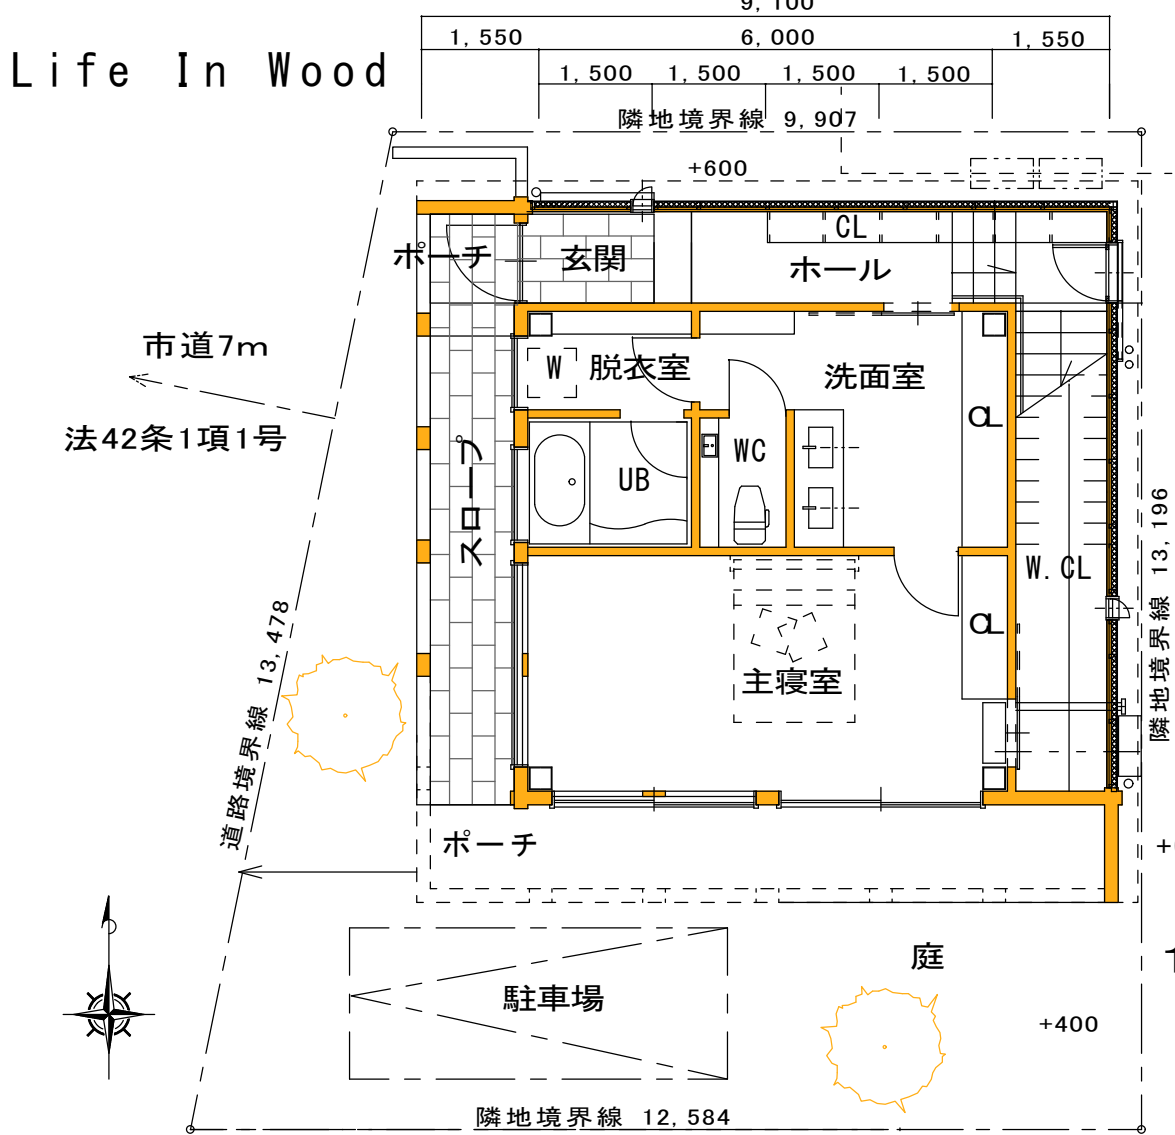 9,100
1,550 6,000 1,550
Life In Wood
1,500 1,500 1,500 1,500
隣地境界線 9,907
+600
CL
ポーチ 玄関 ホール
市道7m
W 脱衣室 洗面室
法42条1項1号
CL
WC
UB
スロープ
隣地境界線 13,196
W.CL
道路境界線 13,478
CL
主寝室
ポーチ
庭
駐車場
+400
隣地境界線 12,584